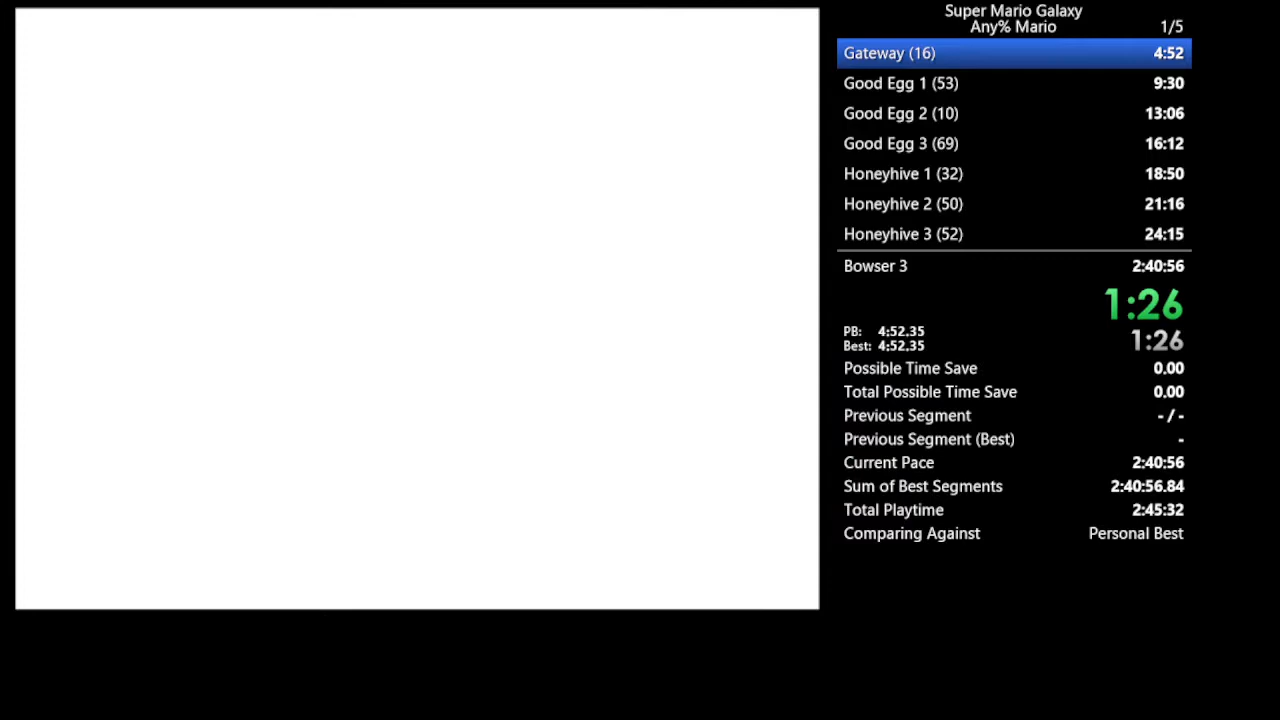 Super Mario Galaxy
Any% Mario 1/5
Gateway (16) 4:52
Good Egg 1 (53) 9:30
Good Egg 2 (10) 13:06
Good Egg 3 (69) 16:12
Honeyhive 1 (32) 18:50
Honeyhive 2 (50) 21:16
Honeyhive 3 (52) 24:15
Bowser 3 2:40:56
1:26
PB: 4:52.35 1:26
Best: 4:52.35
Possible Time Save 0.00
Total Possible Time Save 0.00
Previous Segment - / -
Previous Segment (Best) -
Current Pace 2:40:56
Sum of Best Segments 2:40:56.84
Total Playtime 2:45:32
Comparing Against Personal Best